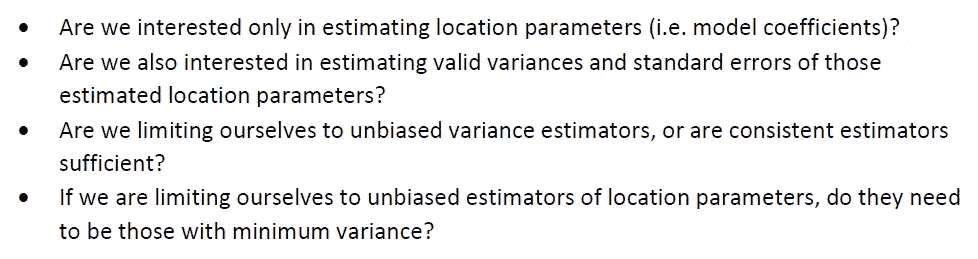 • Are we interested only in estimating location parameters (i.e. model coefficients)?
• Are we also interested in estimating valid variances and standard errors of those
estimated location parameters?
• Are we limiting ourselves to unbiased variance estimators, or are consistent estimators
sufficient?
• If we are limiting ourselves to unbiased estimators of location parameters, do they need
to be those with minimum variance?